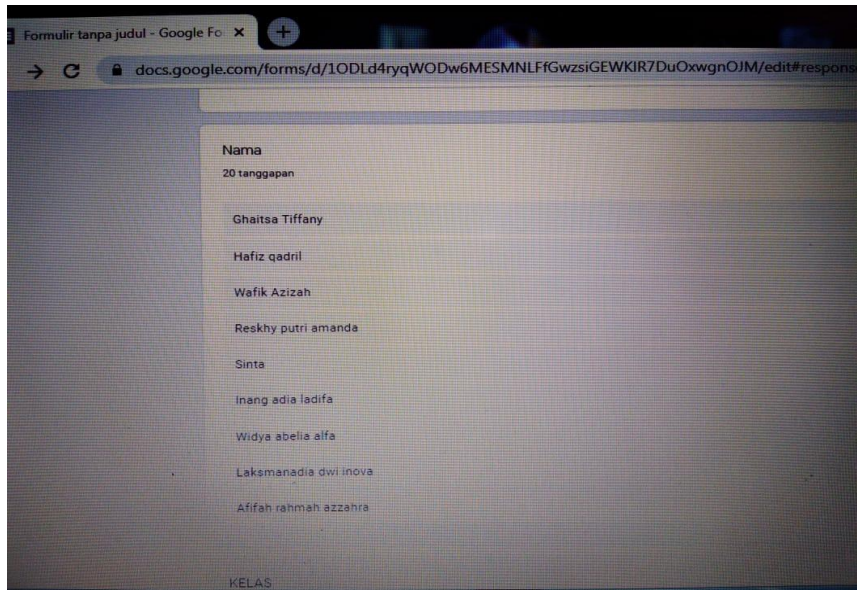 Formulir tanpa judul - Google Fo
docs.google.com/forms/d/1ODLd4ryqWODw6MESMNLFfGwzsiGEWKlR7DuOxwgnOJM/edit#respons
Nama
20 tanggapan
Ghaitsa Tiffany
Hafiz qadril
Wafik Azizah
Reskhy putri amanda
Sinta
Inang adia ladifa
Widya abelia alfa
Laksmanadia dwi inova
Afifah rahmah azzahra
KELAS